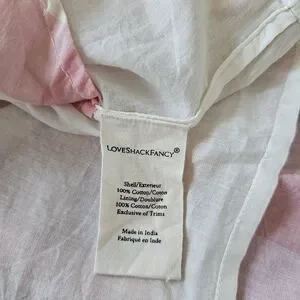 LOVESHACKFANCY®
Shell/Exterieur
100% Cotton/Coton
Lining/Doublure
100% Cotton/Coton
Exclusive of Trims
Made in India
Fabriqué en Inde